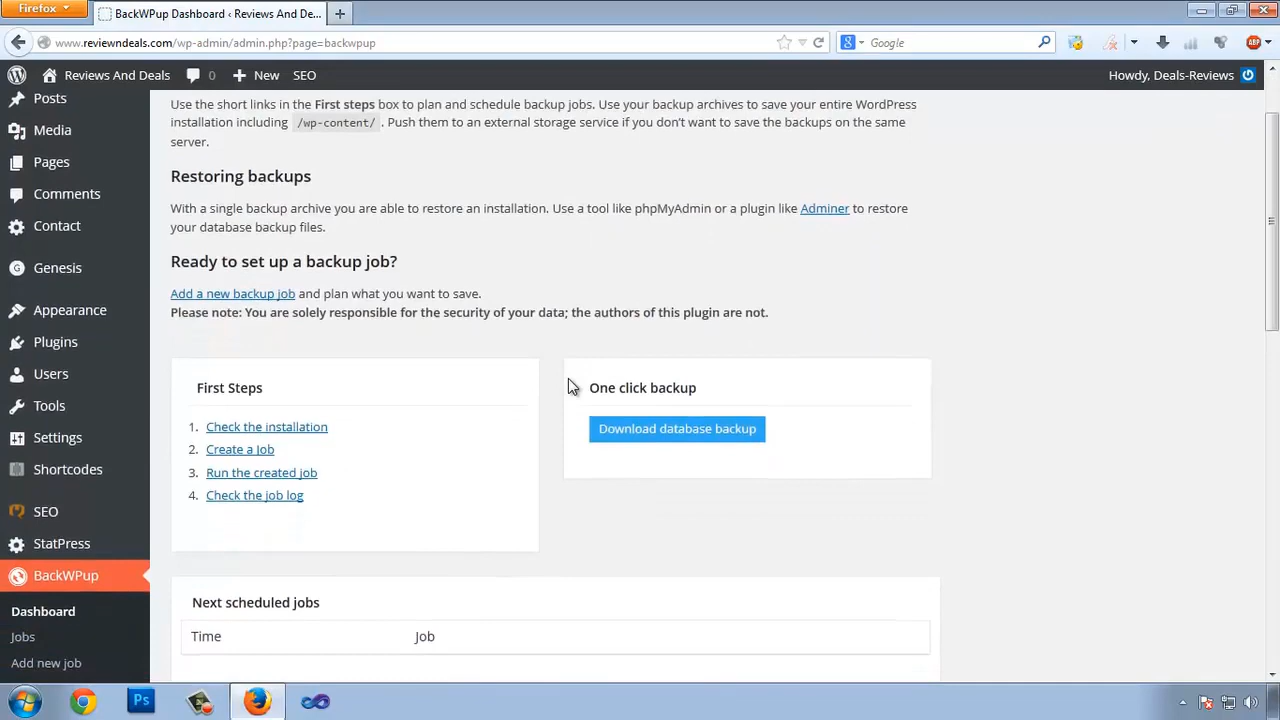 Firefox
BackWPup Dashboard ‹ Reviews And De...
www.reviewndeals.com/wp-admin/admin.php?page=backwpup
Google
Reviews And Deals
0
New
SEO
Howdy, Deals-Reviews
Posts
Media
Pages
Comments
Contact
Genesis
Appearance
Plugins
Users
Tools
Settings
Shortcodes
SEO
StatPress
BackWPup
Dashboard
Jobs
Add new job
Use the short links in the First steps box to plan and schedule backup jobs. Use your backup archives to save your entire WordPress
installation including /wp-content/ . Push them to an external storage service if you don't want to save the backups on the same
server.
Restoring backups
With a single backup archive you are able to restore an installation. Use a tool like phpMyAdmin or a plugin like Adminer to restore
your database backup files.
Ready to set up a backup job?
Add a new backup job and plan what you want to save.
Please note: You are solely responsible for the security of your data; the authors of this plugin are not.
First Steps
1. Check the installation
2. Create a Job
3. Run the created job
4. Check the job log
One click backup
Download database backup
Next scheduled jobs
Time Job